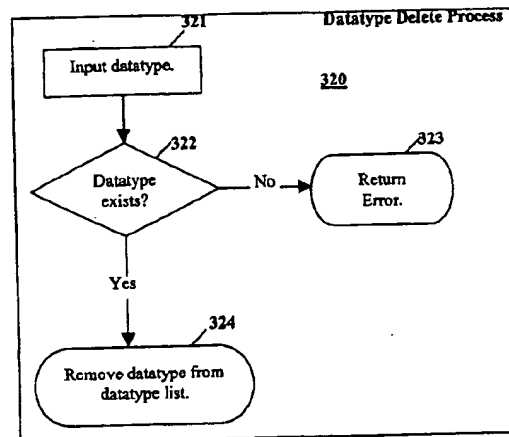 321
Datatype Delete Process
Input datatype.
320
322
323
Datatype
exists?
No
Return
Error.
Yes
324
Remove datatype from
datatype list.